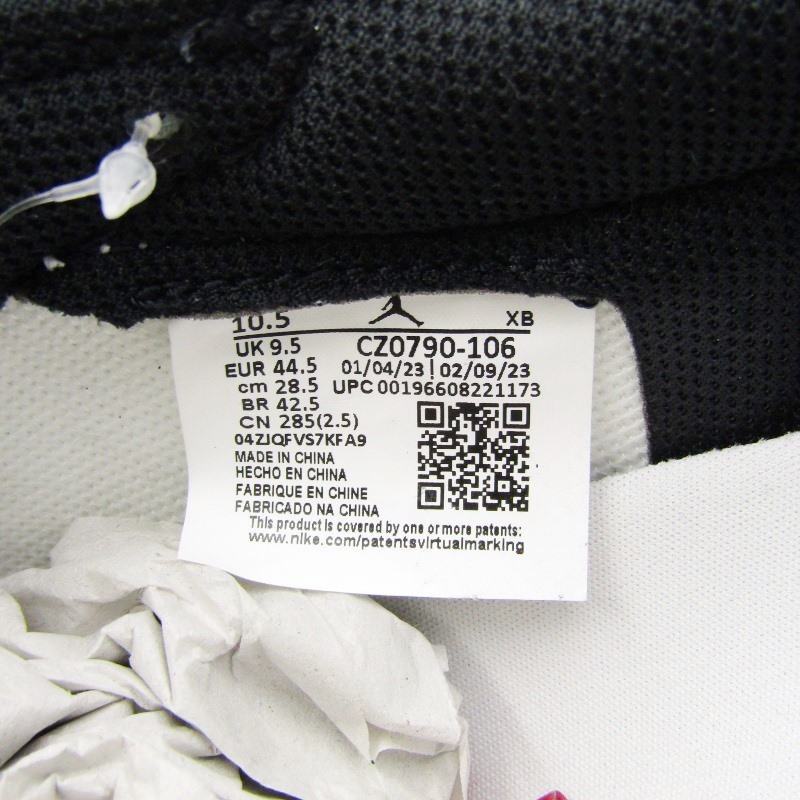 10.5 XB
UK 9.5 CZ0790-106
EUR 44.5 01/04/23 | 02/09/23
cm 28.5 UPC 00196608221173
BR 42.5
CN 285(2.5)
04ZJQFVS7KFA9
MADE IN CHINA
HECHO EN CHINA
FABRIQUE EN CHINE
FABRICADO NA CHINA
This product is covered by one or more patents:
www.nike.com/patentsvirtualmarking